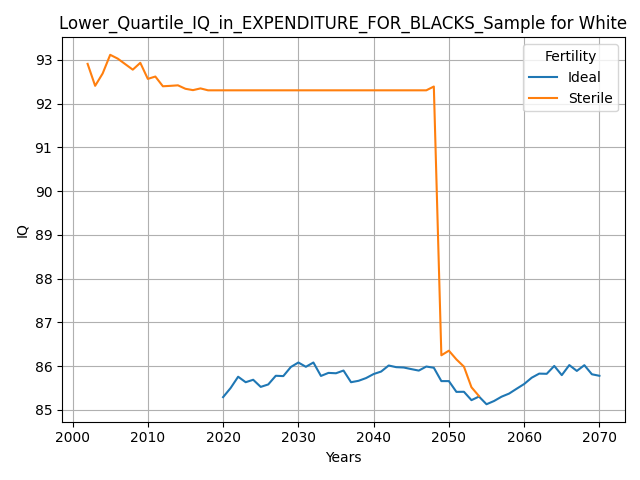 Lower_Quartile_IQ_in_EXPENDITURE_FOR_BLACKS_Sample for White
Fertility
Ideal
Sterile
93
92
91
90
89
88
87
86
85
IQ
2000 2010 2020 2030 2040 2050 2060 2070
Years